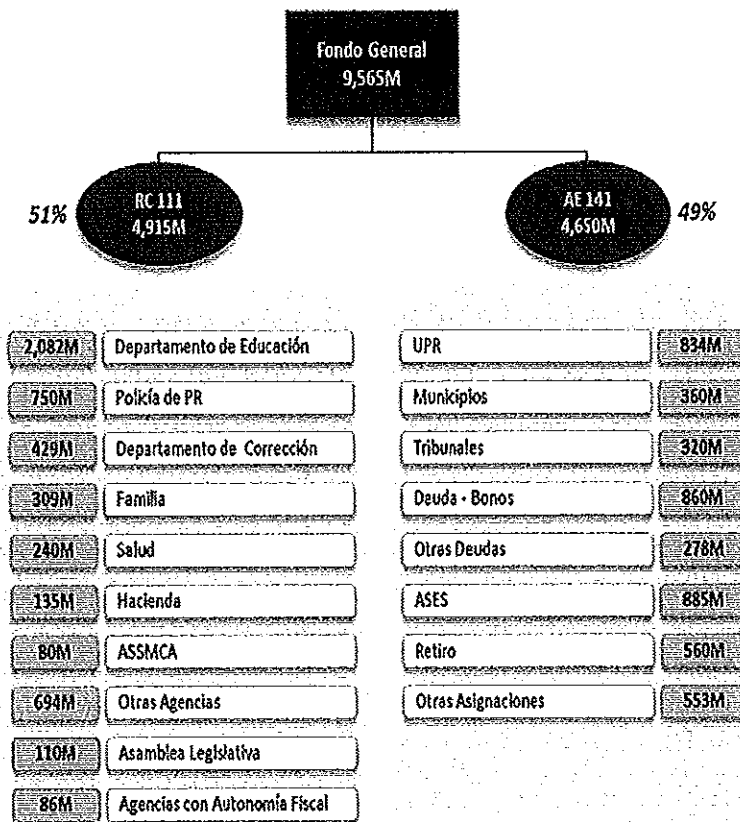 Fondo General
9,565M
51%
RC 111
4,915M
AE 141
4,650M
49%
2,082M Departamento de Educación
750M Policía de PR
429M Departamento de Corrección
309M Familia
240M Salud
135M Hacienda
80M ASSMCA
694M Otras Agencias
110M Asamblea Legislativa
86M Agencias con Autonomía Fiscal
UPR 834M
Municipios 360M
Tribunales 320M
Deuda - Bonos 860M
Otras Deudas 278M
ASES 885M
Retiro 560M
Otras Asignaciones 553M